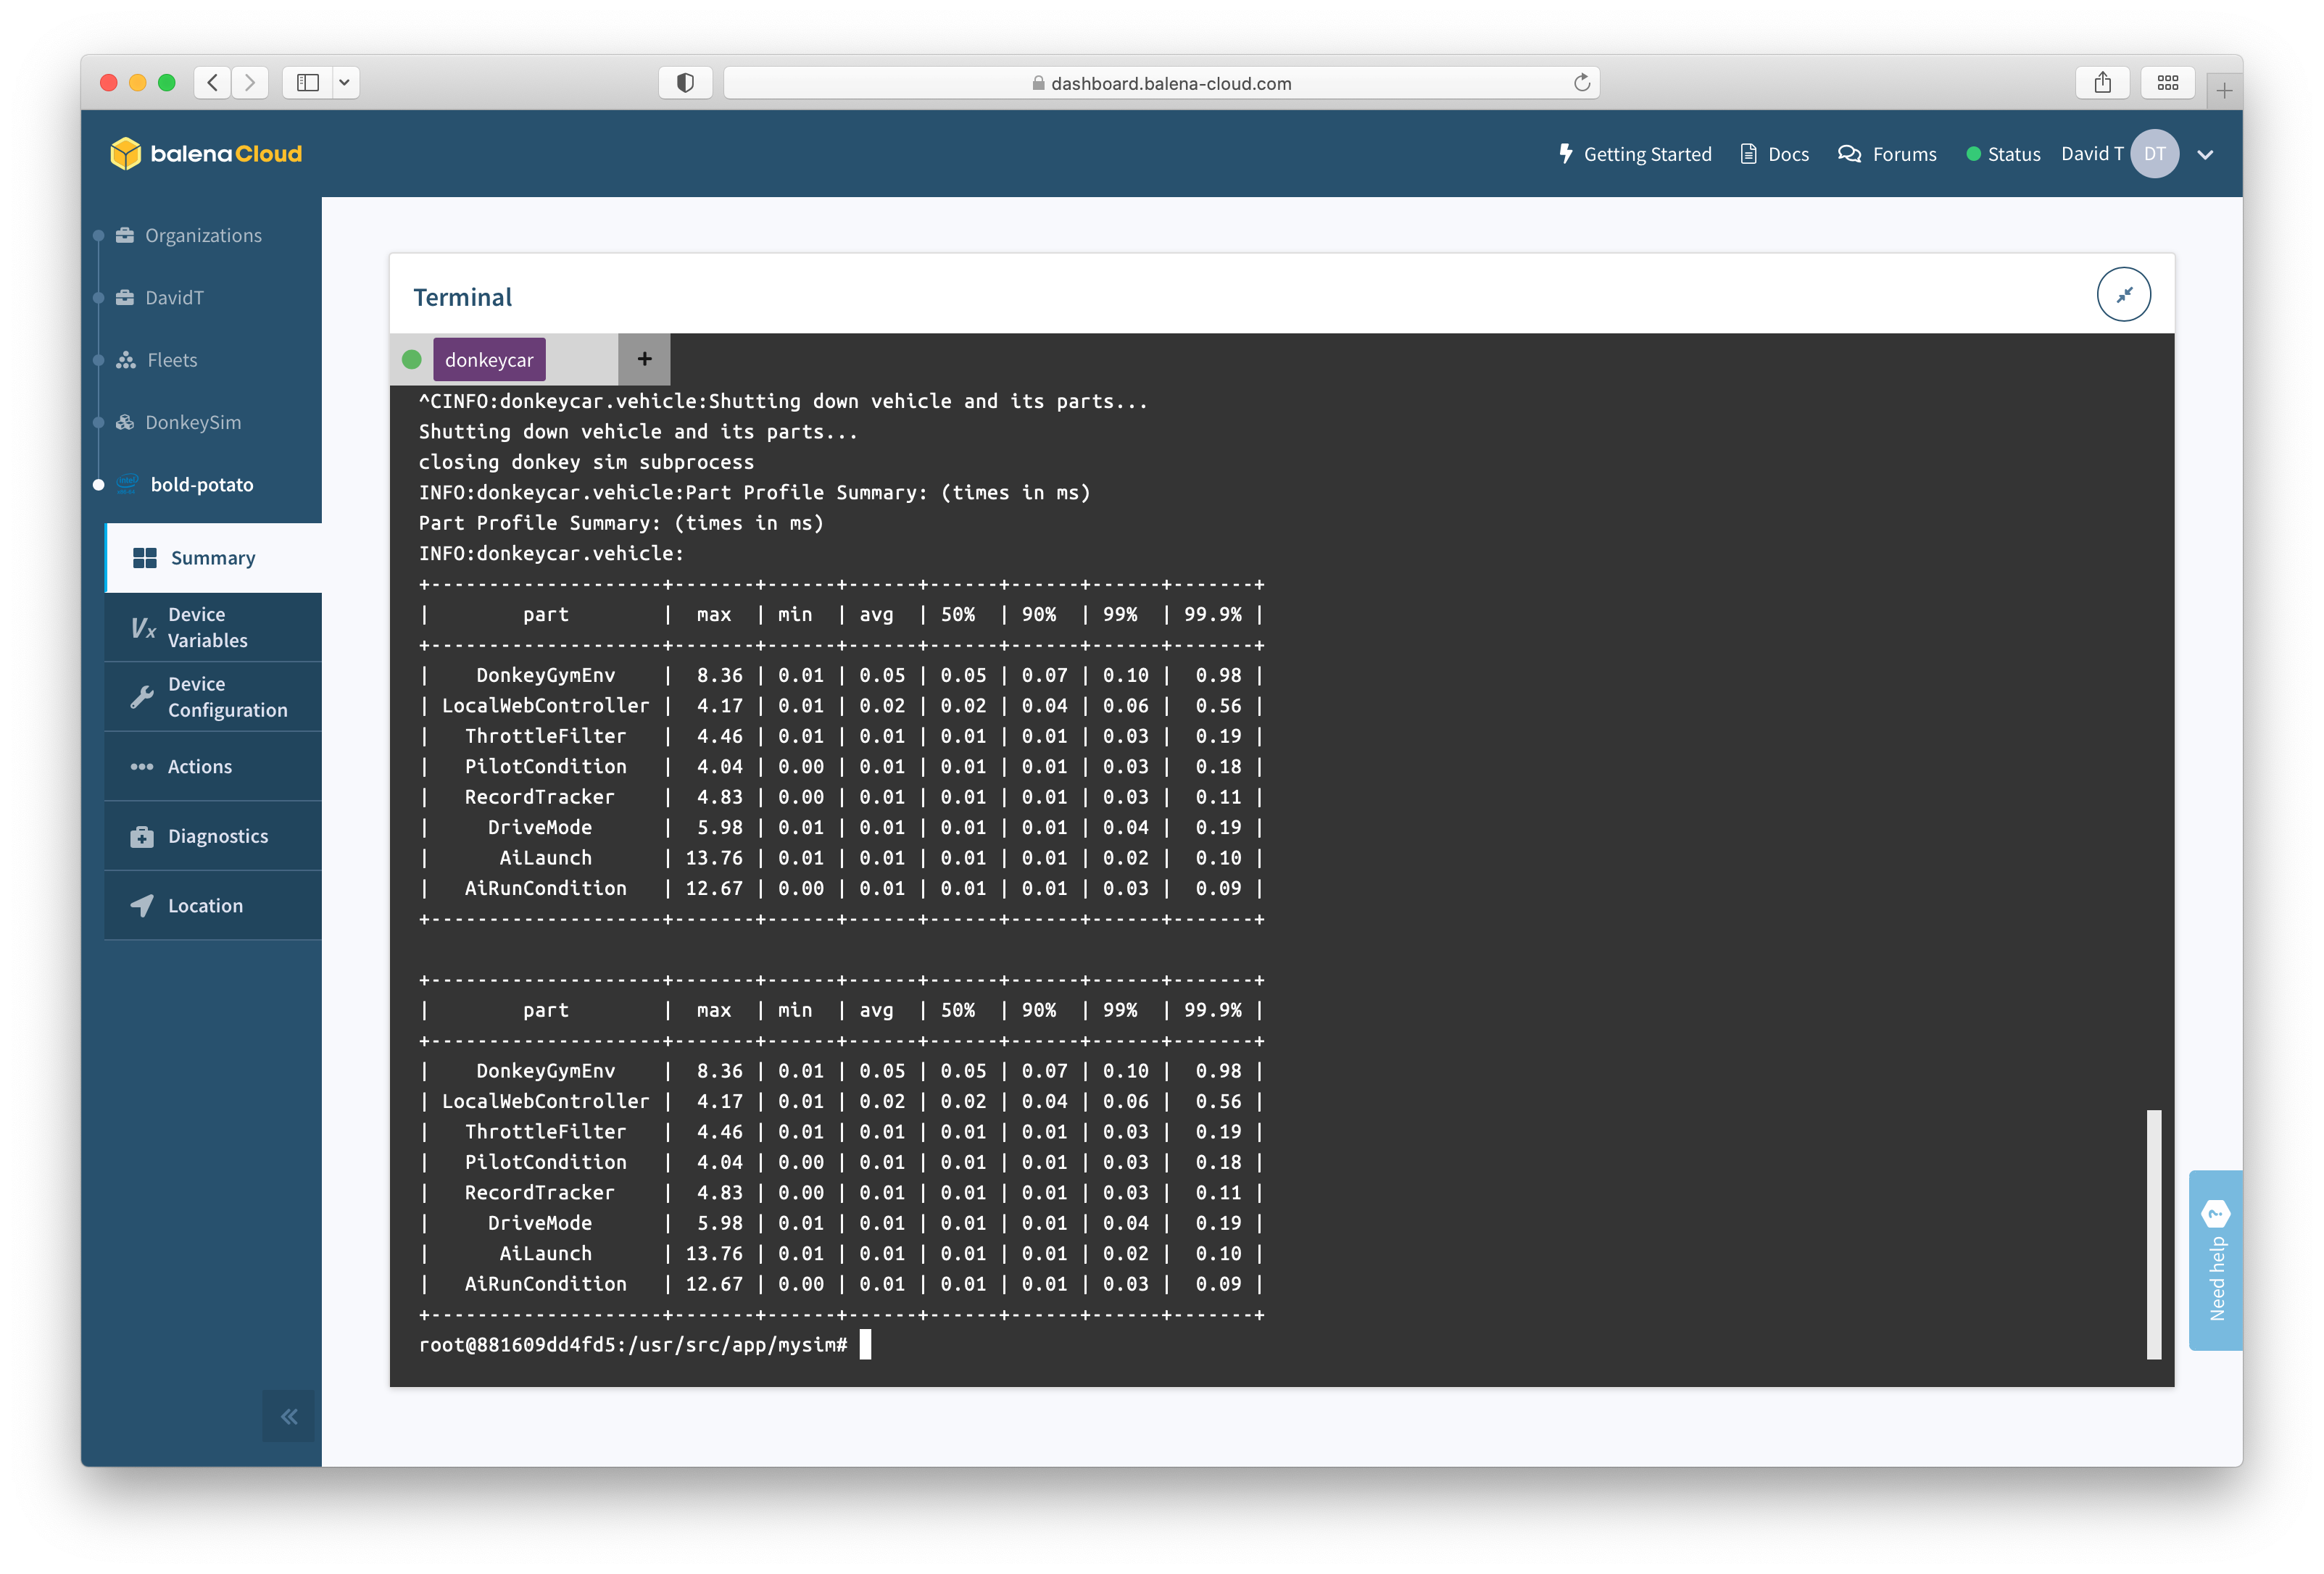 dashboard.balena-cloud.com
balenaCloud
Getting Started
Docs
Forums
Status
David T
DT
Organizations
DavidT
Fleets
DonkeySim
bold-potato
Summary
Vx
Device
Variables
Device
Configuration
Actions
Diagnostics
Location
Terminal
donkeycar
+
^CINFO:donkeycar.vehicle:Shutting down vehicle and its parts...
Shutting down vehicle and its parts...
closing donkey sim subprocess
INFO:donkeycar.vehicle:Part Profile Summary: (times in ms)
Part Profile Summary: (times in ms)
INFO:donkeycar.vehicle:
+--------------------+-------+------+------+------+------+------+-------+
|        part        |  max  | min  | avg  | 50%  | 90%  | 99%  | 99.9% |
+--------------------+-------+------+------+------+------+------+-------+
|    DonkeyGymEnv    |  8.36 | 0.01 | 0.05 | 0.05 | 0.07 | 0.10 |  0.98 |
| LocalWebController |  4.17 | 0.01 | 0.02 | 0.02 | 0.04 | 0.06 |  0.56 |
|   ThrottleFilter   |  4.46 | 0.01 | 0.01 | 0.01 | 0.01 | 0.03 |  0.19 |
|   PilotCondition   |  4.04 | 0.00 | 0.01 | 0.01 | 0.01 | 0.03 |  0.18 |
|   RecordTracker    |  4.83 | 0.00 | 0.01 | 0.01 | 0.01 | 0.03 |  0.11 |
|     DriveMode      |  5.98 | 0.01 | 0.01 | 0.01 | 0.01 | 0.04 |  0.19 |
|      AiLaunch      | 13.76 | 0.01 | 0.01 | 0.01 | 0.01 | 0.02 |  0.10 |
|   AiRunCondition   | 12.67 | 0.00 | 0.01 | 0.01 | 0.01 | 0.03 |  0.09 |
+--------------------+-------+------+------+------+------+------+-------+
+--------------------+-------+------+------+------+------+------+-------+
|        part        |  max  | min  | avg  | 50%  | 90%  | 99%  | 99.9% |
+--------------------+-------+------+------+------+------+------+-------+
|    DonkeyGymEnv    |  8.36 | 0.01 | 0.05 | 0.05 | 0.07 | 0.10 |  0.98 |
| LocalWebController |  4.17 | 0.01 | 0.02 | 0.02 | 0.04 | 0.06 |  0.56 |
|   ThrottleFilter   |  4.46 | 0.01 | 0.01 | 0.01 | 0.01 | 0.03 |  0.19 |
|   PilotCondition   |  4.04 | 0.00 | 0.01 | 0.01 | 0.01 | 0.03 |  0.18 |
|   RecordTracker    |  4.83 | 0.00 | 0.01 | 0.01 | 0.01 | 0.03 |  0.11 |
|     DriveMode      |  5.98 | 0.01 | 0.01 | 0.01 | 0.01 | 0.04 |  0.19 |
|      AiLaunch      | 13.76 | 0.01 | 0.01 | 0.01 | 0.01 | 0.02 |  0.10 |
|   AiRunCondition   | 12.67 | 0.00 | 0.01 | 0.01 | 0.01 | 0.03 |  0.09 |
+--------------------+-------+------+------+------+------+------+-------+
root@881609dd4fd5:/usr/src/app/mysim#
Need help